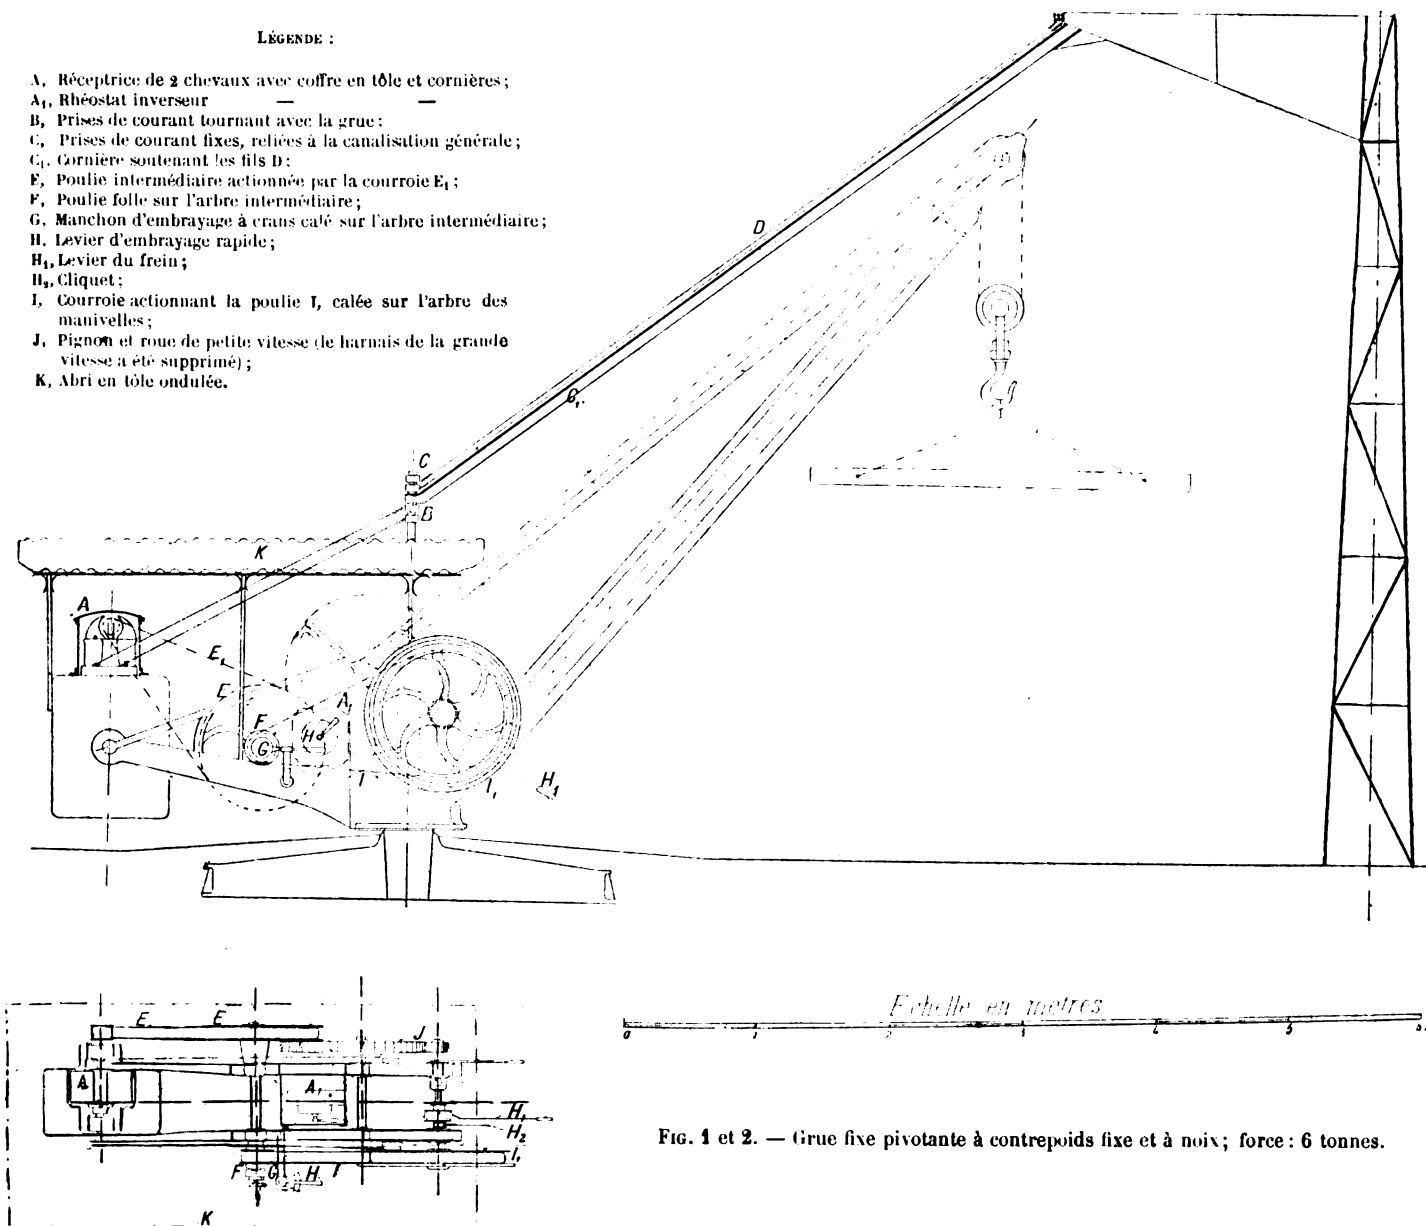 LÉGENDE :
A, Réceptrice de 2 chevaux avec coffre en tôle et cornières ;
A₁, Rhéostat inverseur — —
B, Prises de courant tournant avec la grue ;
C, Prises de courant fixes, reliées à la canalisation générale ;
C₁. Cornière soutenant les fils D ;
E, Poulie intermédiaire actionnée par la courroie E₁ ;
F, Poulie folle sur l'arbre intermédiaire ;
G, Manchon d'embrayage à crans calé sur l'arbre intermédiaire ;
H, Levier d'embrayage rapide ;
H₁, Levier du frein ;
H₂, Cliquet ;
I, Courroie actionnant la poulie I, calée sur l'arbre des
manivelles ;
J, Pignon et roue de petite vitesse (le harnais de la grande
vitesse a été supprimé) ;
K, Abri en tôle ondulée.
D
C₁.
C
B
K
A
E₁
E
A₁
F
H
G
I
I₁
H₁
Echelle en metres
0 1 2 3 4 5
E E J
A A₁
H₁
H₂
I₁
F G H I
K
FIG. 1 et 2. — Grue fixe pivotante à contrepoids fixe et à noix ; force : 6 tonnes.